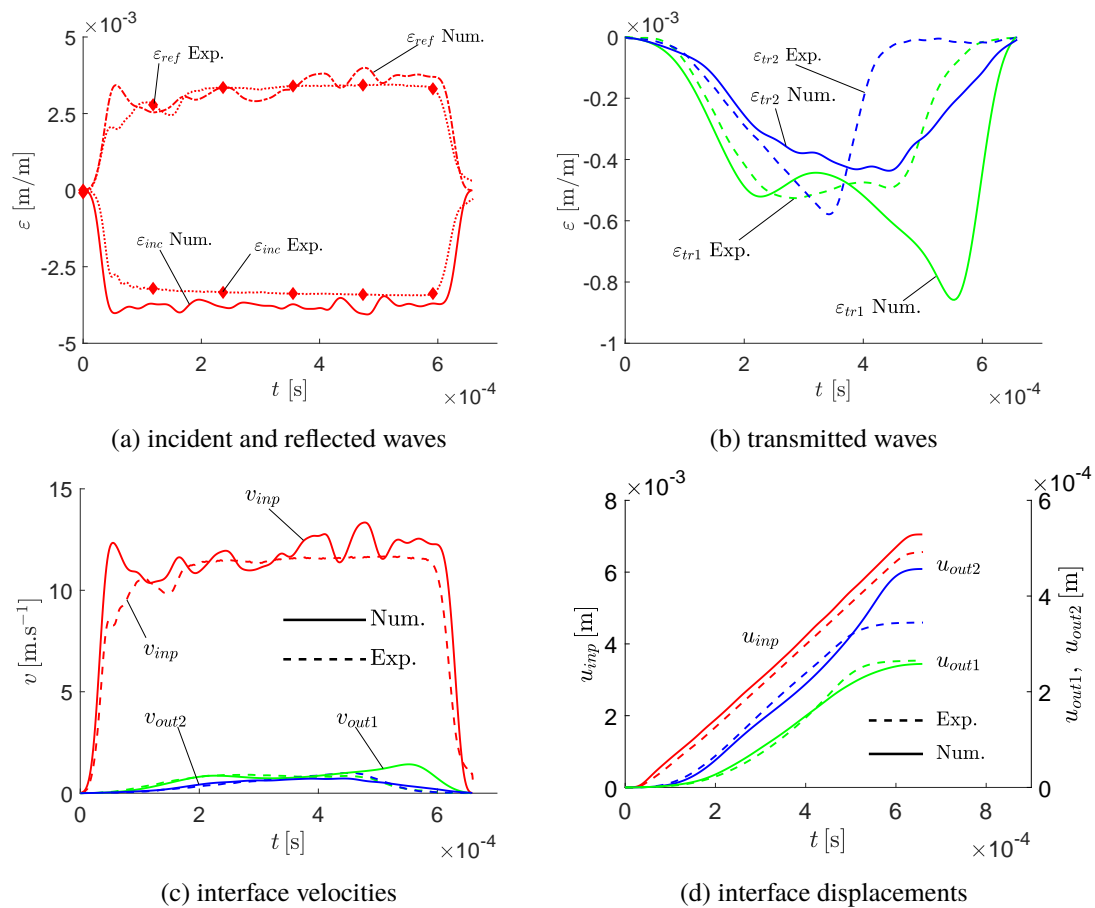 ×10⁻³
5
2.5
0
-2.5
-5
ε [m/m]
ε_ref Exp.
ε_ref Num.
ε_inc Num.
ε_inc Exp.
0 2 4 6
t [s]
×10⁻⁴
(a) incident and reflected waves
0
-0.2
-0.4
-0.6
-0.8
-1
ε [m/m]
ε_tr2 Exp.
ε_tr2 Num.
ε_tr1 Exp.
ε_tr1 Num.
0 2 4 6
t [s]
×10⁻⁴
(b) transmitted waves
15
10
5
0
v [m.s⁻¹]
v_inp
v_inp
Num.
Exp.
v_out2
v_out1
0 2 4 6
t [s]
×10⁻⁴
(c) interface velocities
×10⁻³
8
6
4
2
0
u_inp [m]
×10⁻⁴
6
4
2
0
u_out1, u_out2 [m]
u_inp
u_out2
u_out1
Exp.
Num.
0 2 4 6 8
t [s]
×10⁻⁴
(d) interface displacements